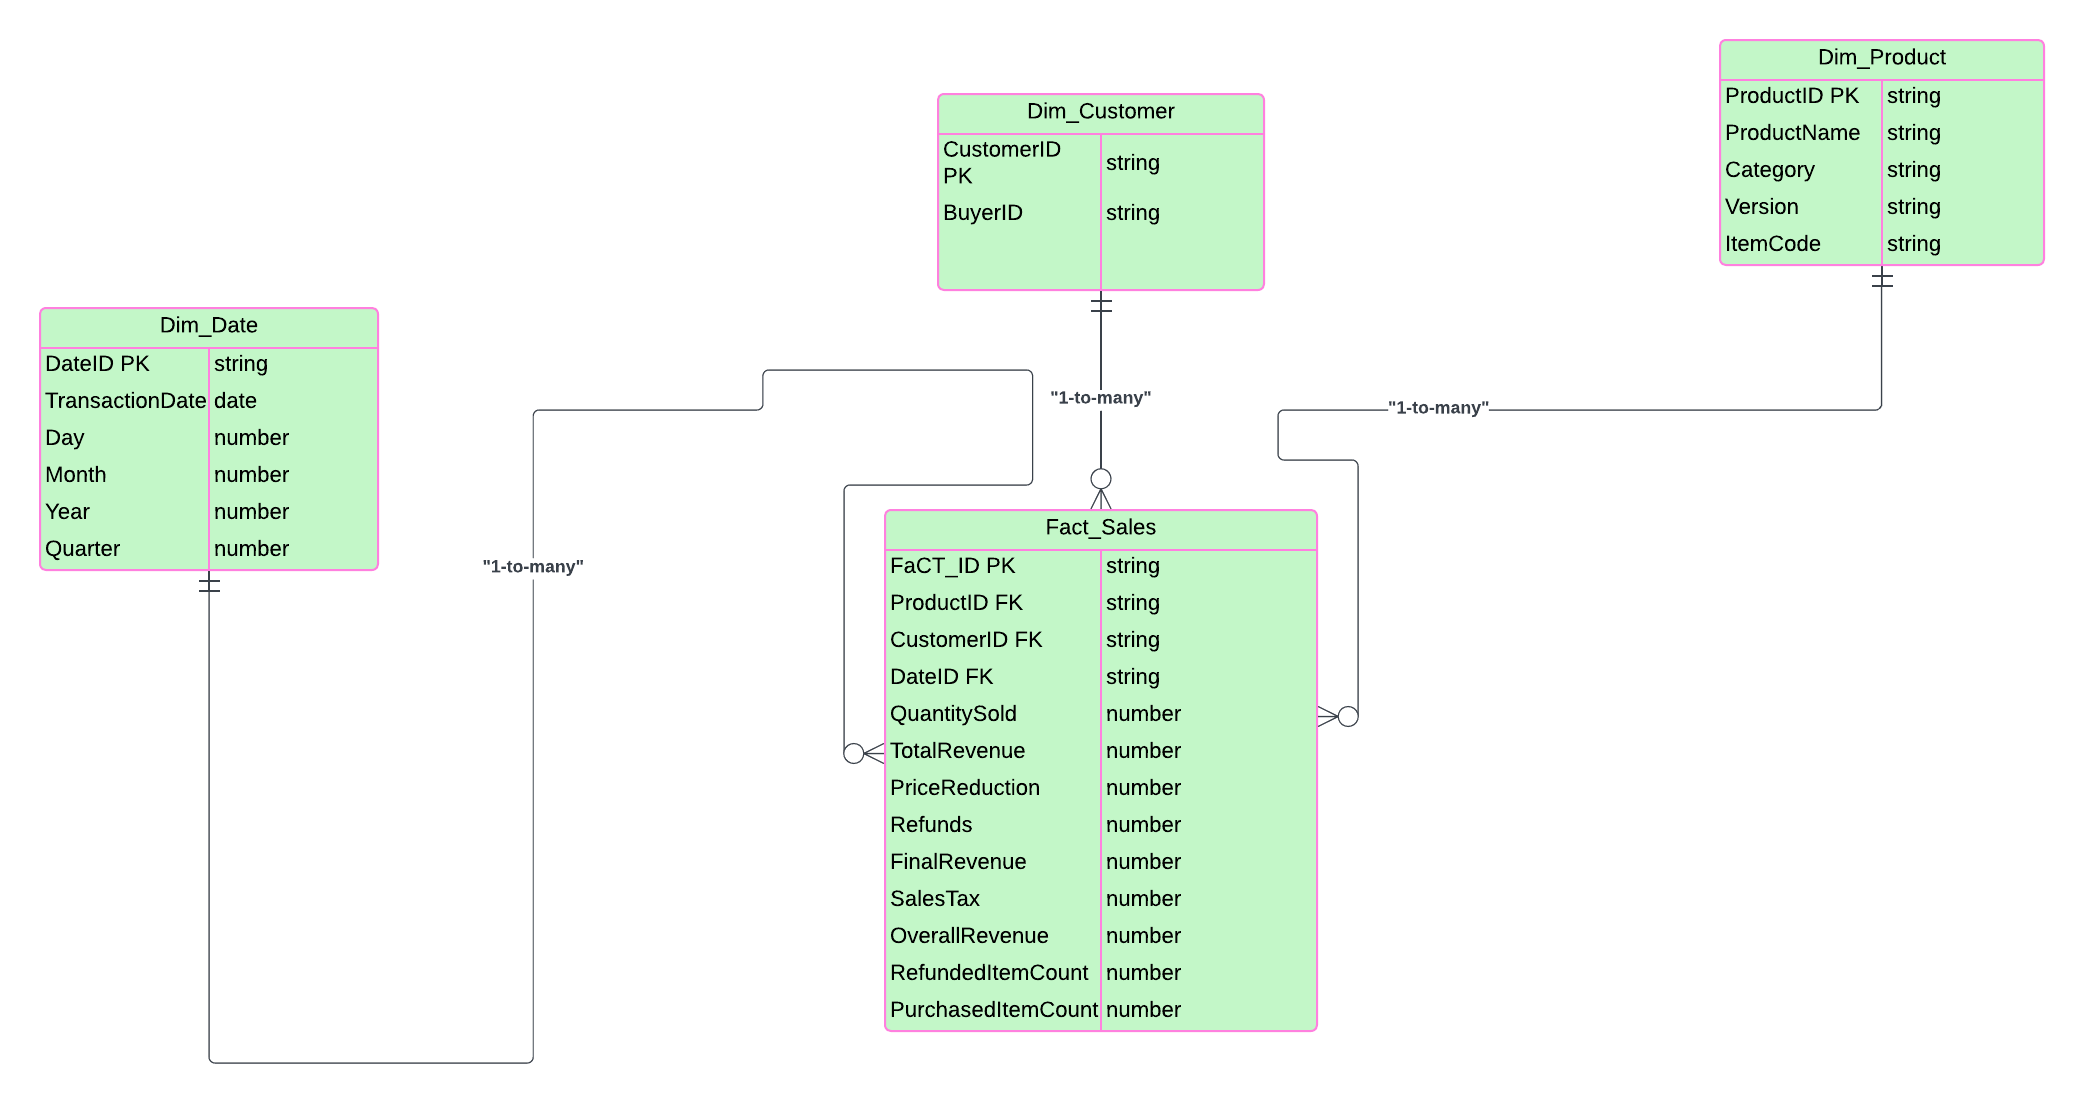 Dim_Product
ProductID PK string
ProductName string
Category string
Version string
ItemCode string
Dim_Customer
CustomerID
PK
string
BuyerID string
Dim_Date
DateID PK string
TransactionDate date
Day number
Month number
Year number
Quarter number
"1-to-many"
"1-to-many"
"1-to-many"
Fact_Sales
FaCT_ID PK string
ProductID FK string
CustomerID FK string
DateID FK string
QuantitySold number
TotalRevenue number
PriceReduction number
Refunds number
FinalRevenue number
SalesTax number
OverallRevenue number
RefundedItemCount number
PurchasedItemCount number